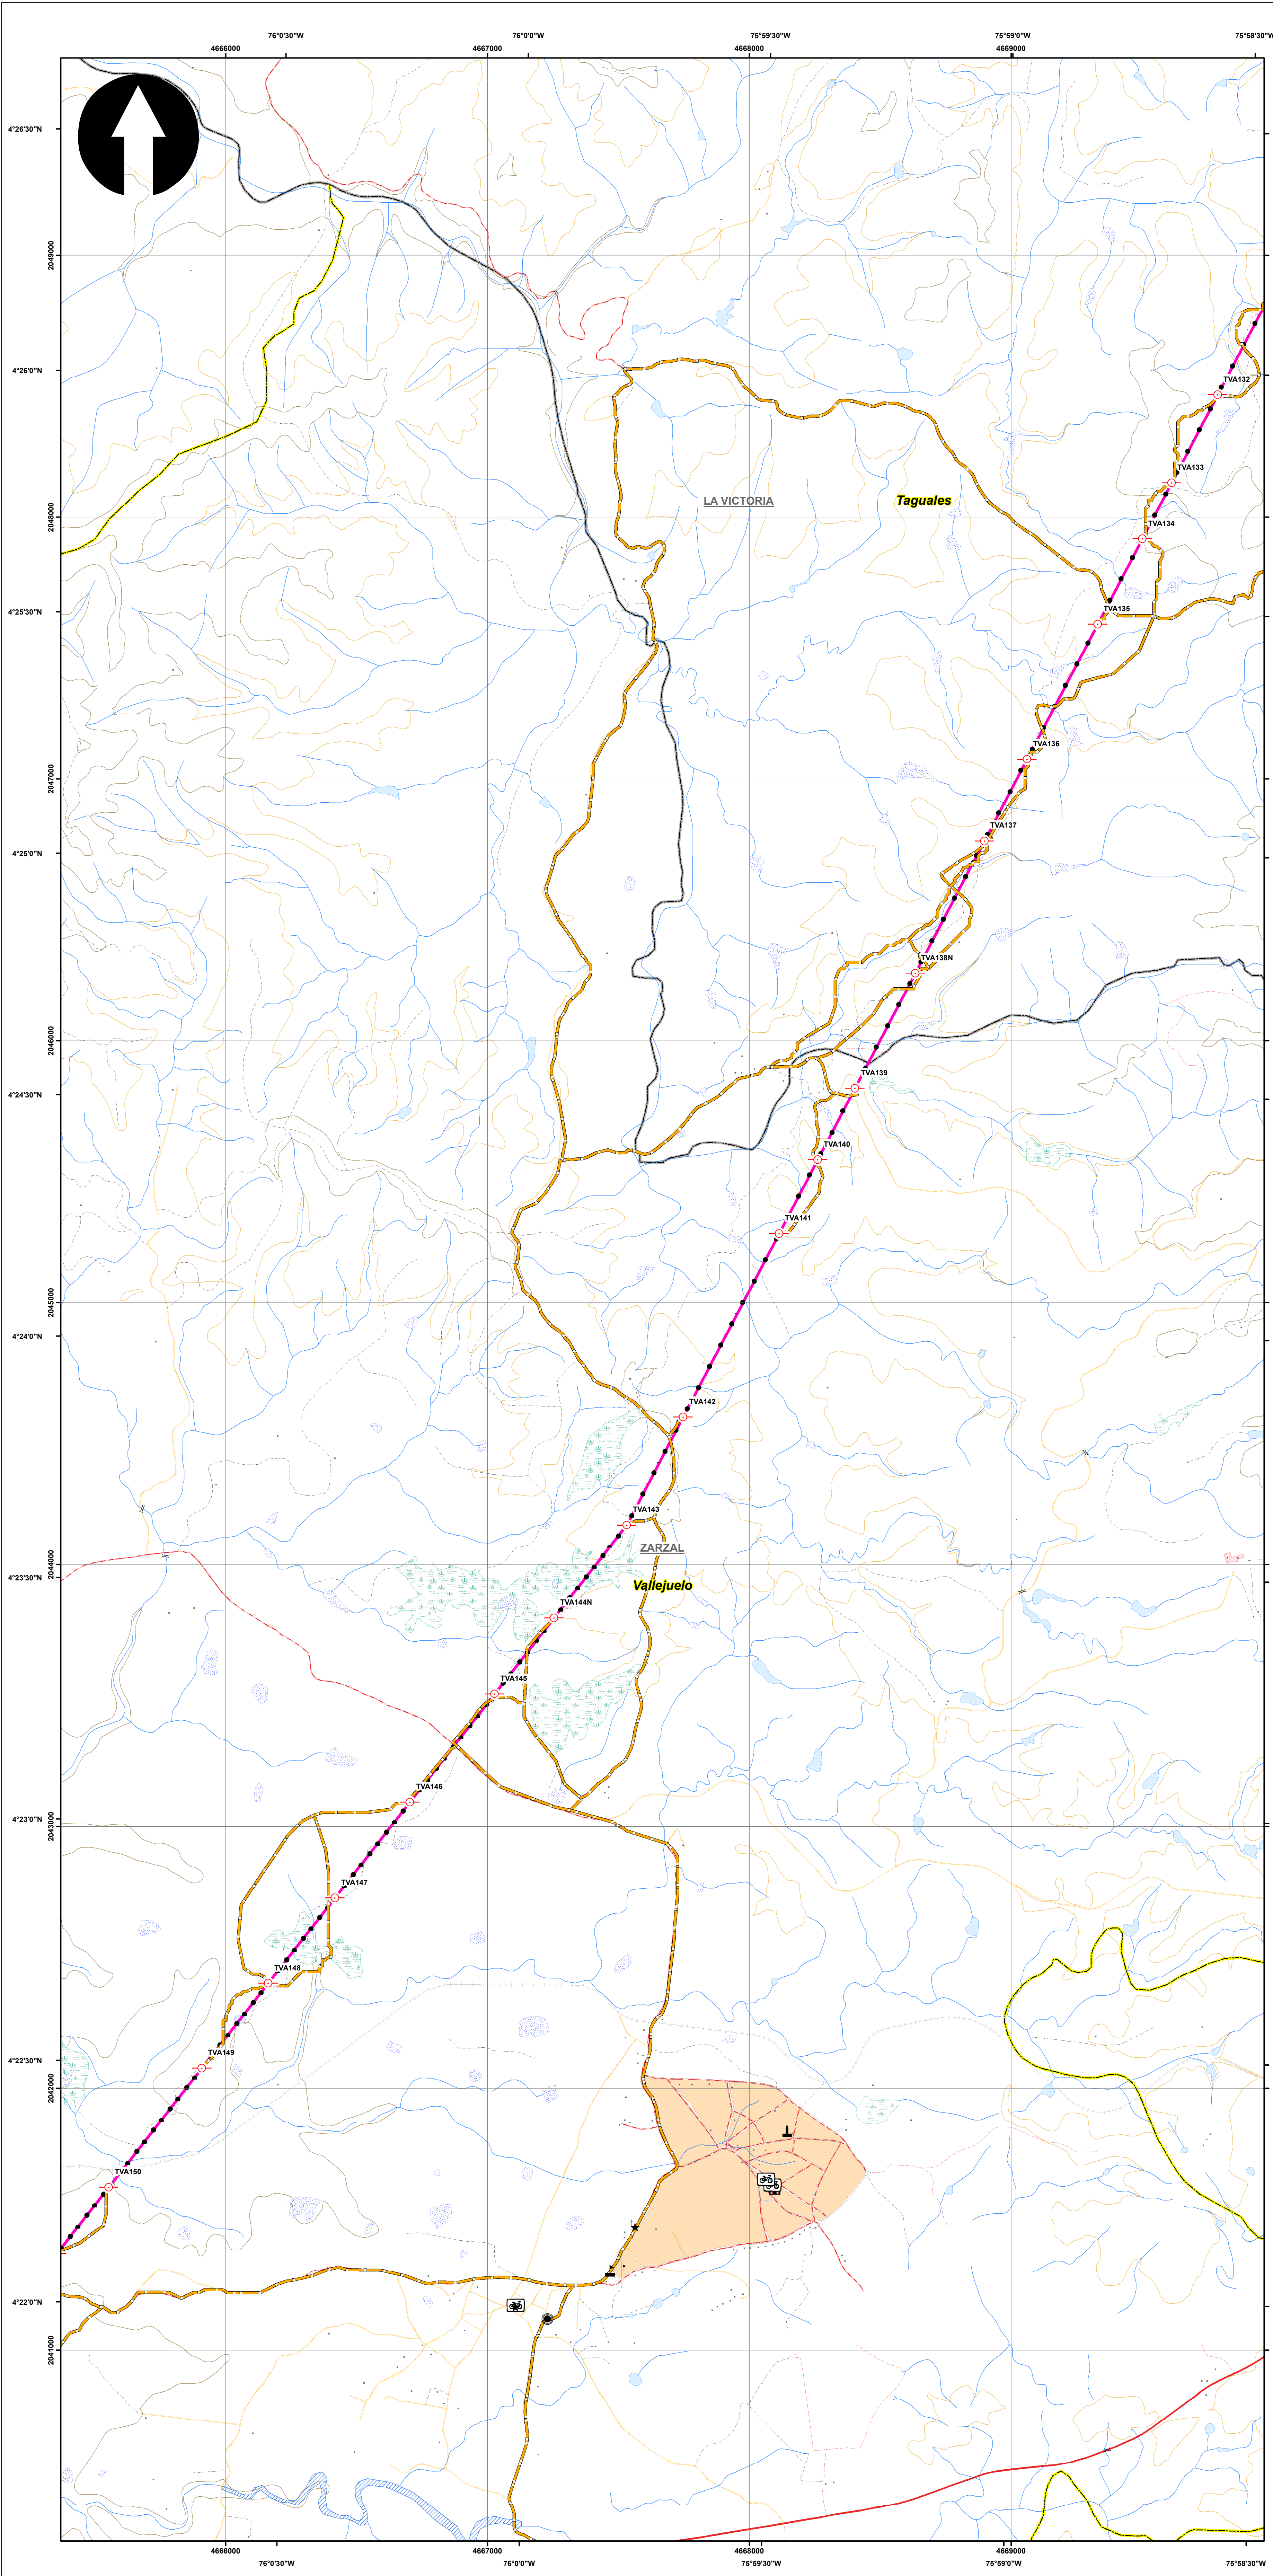 76°0'30"W 76°0'0"W 75°59'30"W 75°59'0"W 75°58'30"W
4666000 4667000 4668000 4669000
4°26'30"N
2049000
4°26'0"N
TVA132
TVA133
LA VICTORIA Taguales
2048000
TVA134
4°25'30"N
TVA135
TVA136
2047000
TVA137
4°25'0"N
TVA138N
2046000
TVA139
4°24'30"N
TVA140
TVA141
2045000
4°24'0"N
TVA142
TVA143
ZARZAL
2044000
4°23'30"N
Vallejuelo
TVA144N
TVA145
TVA146
4°23'0"N
2043000
TVA147
TVA148
TVA149
4°22'30"N
2042000
TVA150
4°22'0"N
2041000
4666000 4667000 4668000 4669000
76°0'30"W 76°0'0"W 75°59'30"W 75°59'0"W 75°58'30"W